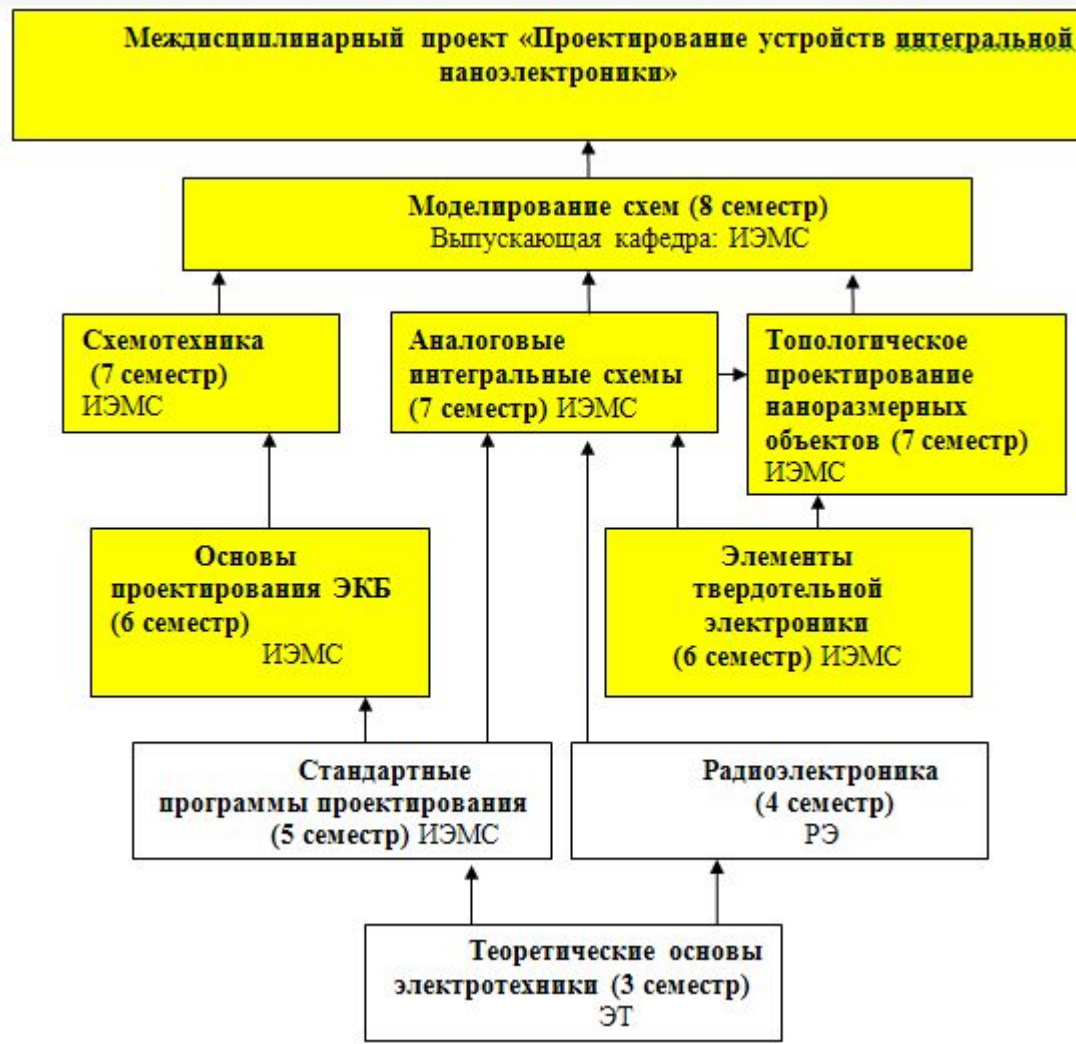 Междисциплинарный проект «Проектирование устройств интегральной
наноэлектроники»
Моделирование схем (8 семестр)
Выпускающая кафедра: ИЭМС
Схемотехника
(7 семестр)
ИЭМС
Аналоговые
интегральные схемы
(7 семестр) ИЭМС
Топологическое
проектирование
наноразмерных
объектов (7 семестр)
ИЭМС
Основы
проектирования ЭКБ
(6 семестр)
ИЭМС
Элементы
твердотельной
электроники
(6 семестр) ИЭМС
Стандартные
программы проектирования
(5 семестр) ИЭМС
Радиоэлектроника
(4 семестр)
РЭ
Теоретические основы
электротехники (3 семестр)
ЭТ